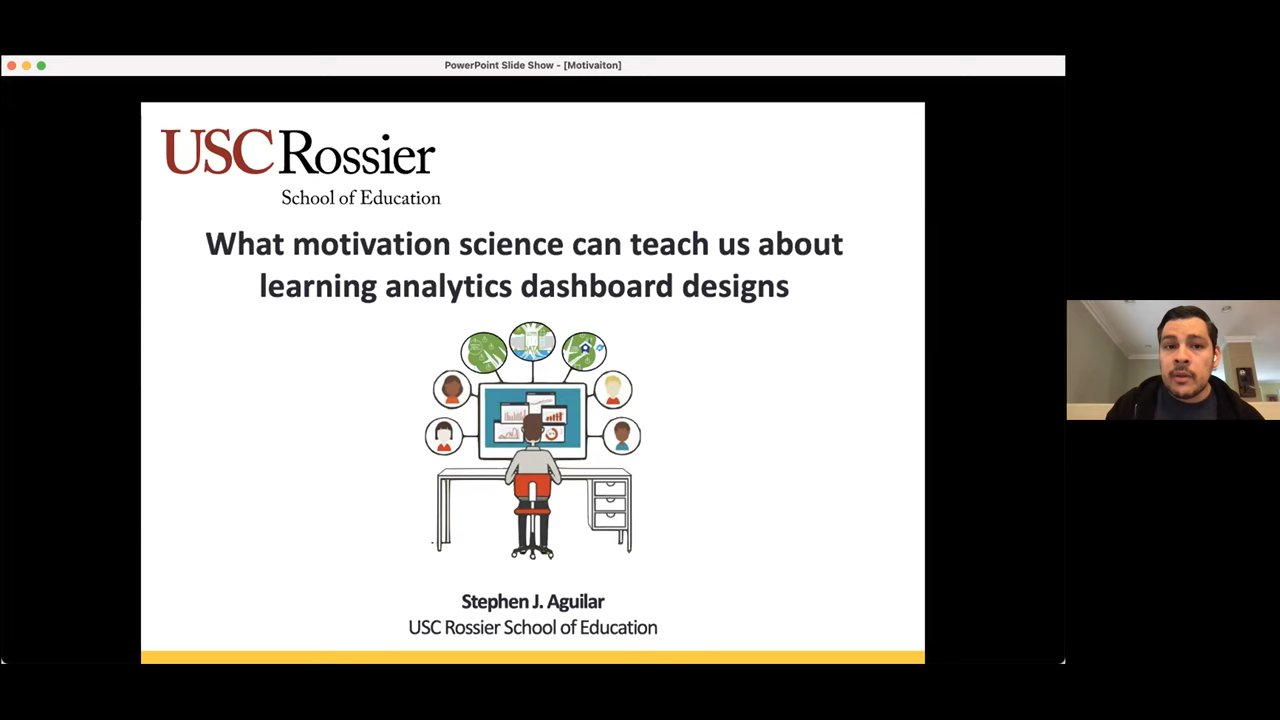 PowerPoint Slide Show - [Motivaiton]
USC Rossier
School of Education
What motivation science can teach us about
learning analytics dashboard designs
DATA
Stephen J. Aguilar
USC Rossier School of Education